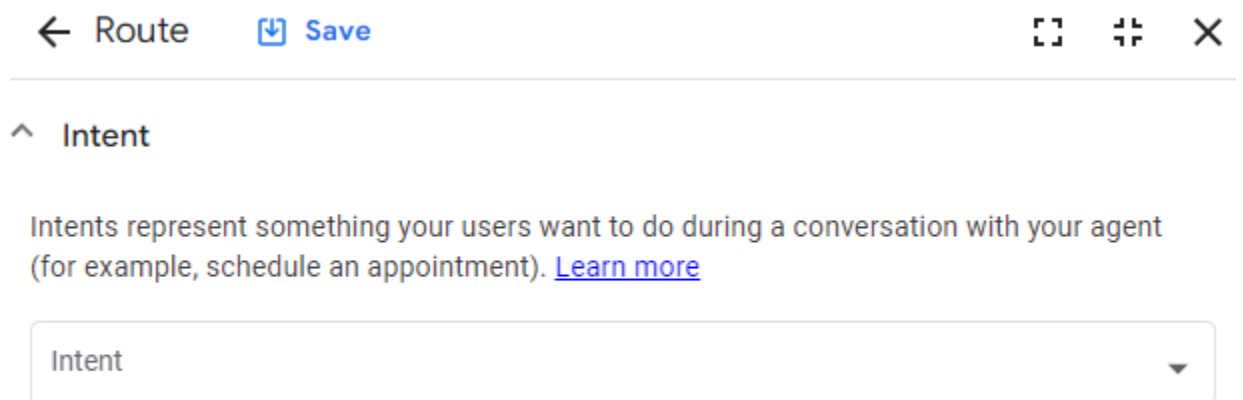 Route
Save
Intent
Intents represent something your users want to do during a conversation with your agent
(for example, schedule an appointment). Learn more
Intent